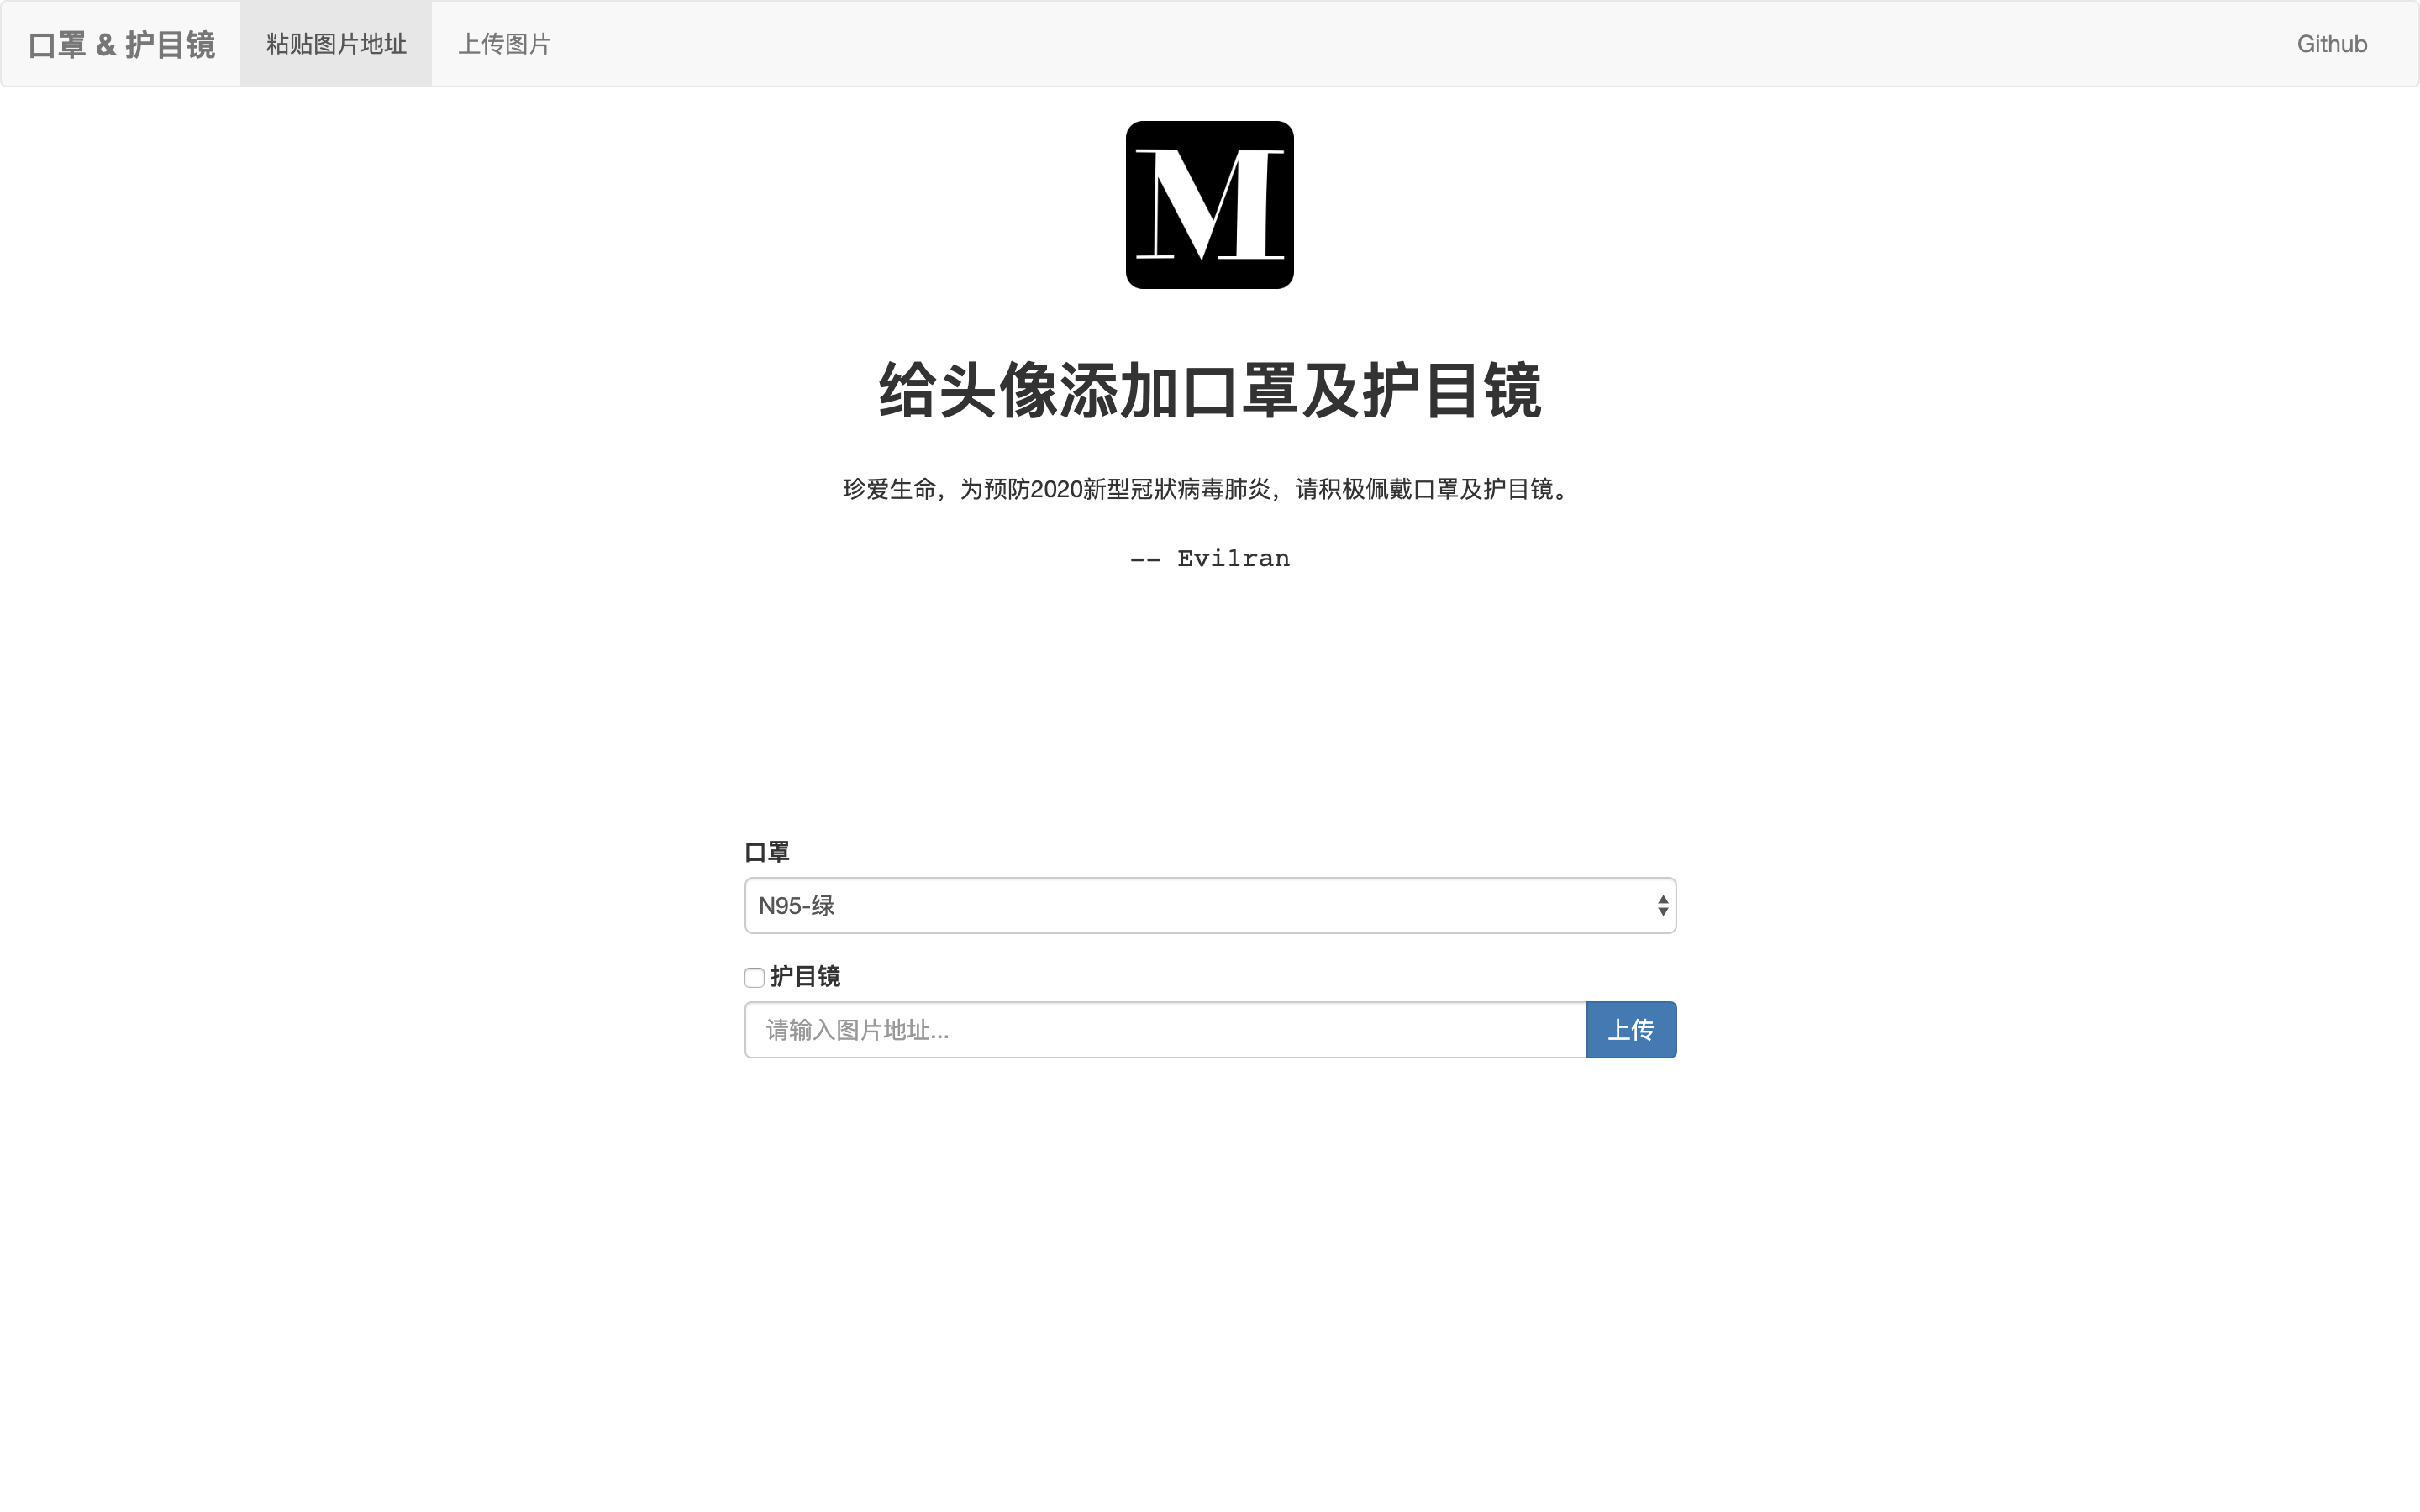 口罩 & 护目镜 粘贴图片地址 上传图片 Github
M
给头像添加口罩及护目镜
珍爱生命，为预防2020新型冠狀病毒肺炎，请积极佩戴口罩及护目镜。
-- Evi1ran
口罩
N95-绿
护目镜
请输入图片地址... 上传